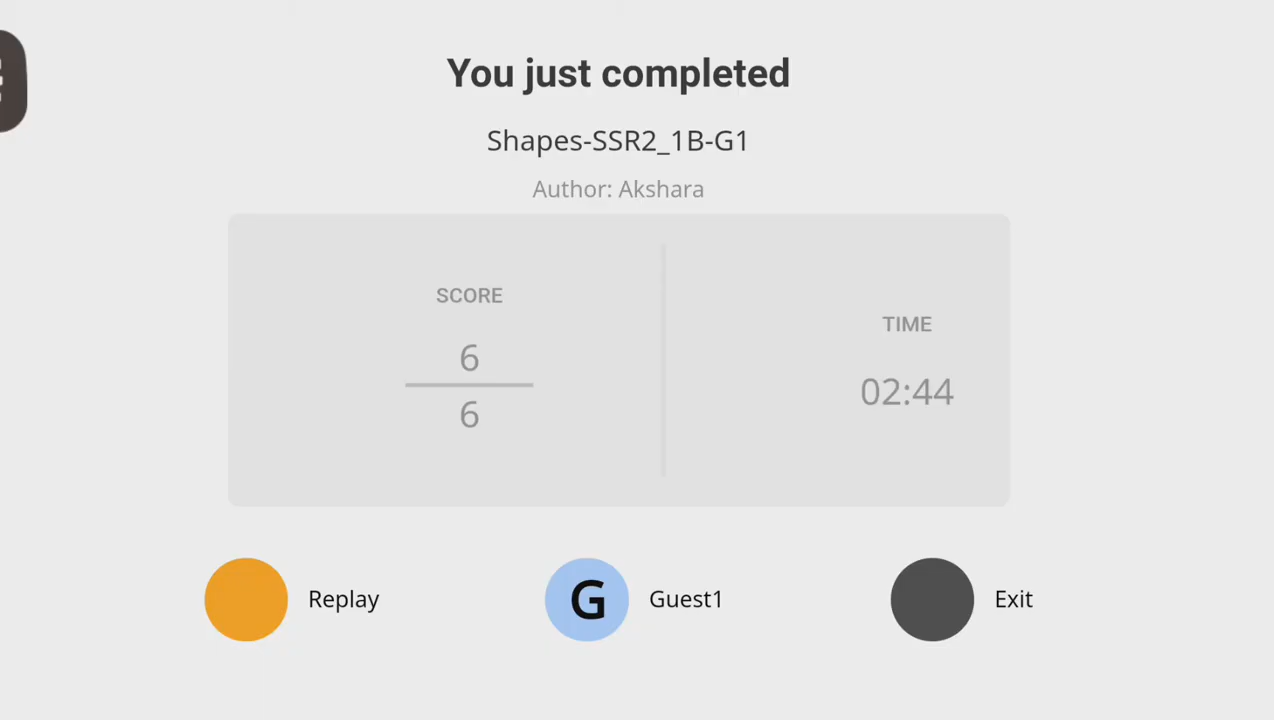 You just completed
Shapes-SSR2_1B-G1
Author: Akshara
SCORE
6
6
TIME
02:44
Replay
G
Guest1
Exit